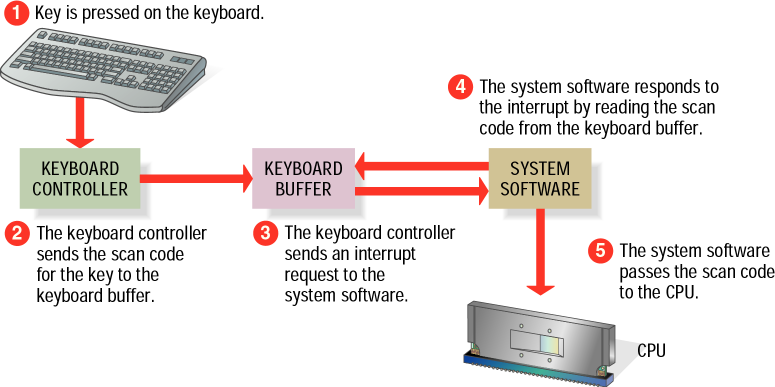 1 Key is pressed on the keyboard.
4 The system software responds to
the interrupt by reading the scan
code from the keyboard buffer.
KEYBOARD
CONTROLLER
KEYBOARD
BUFFER
SYSTEM
SOFTWARE
2 The keyboard controller
sends the scan code
for the key to the
keyboard buffer.
3 The keyboard controller
sends an interrupt
request to the
system software.
5 The system software
passes the scan code
to the CPU.
CPU